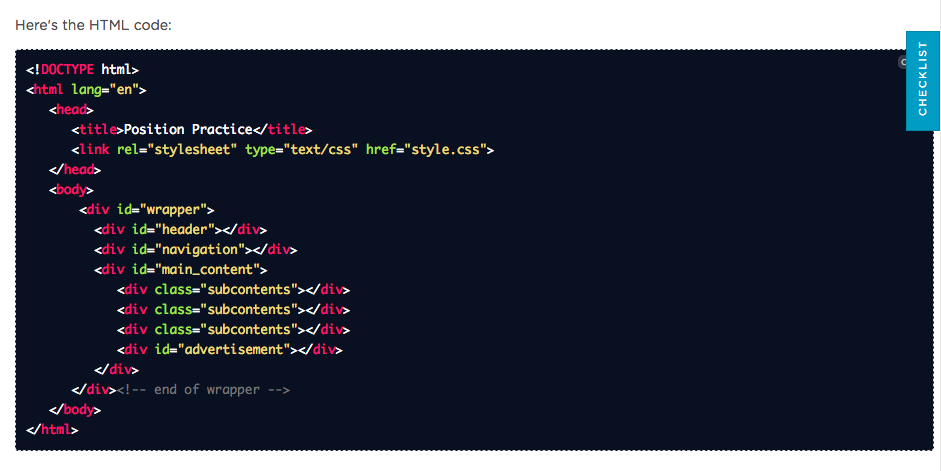 Here's the HTML code:
CHECKLIST
<!DOCTYPE html>
<html lang="en">
<head>
<title>Position Practice</title>
<link rel="stylesheet" type="text/css" href="style.css">
</head>
<body>
<div id="wrapper">
<div id="header"></div>
<div id="navigation"></div>
<div id="main_content">
<div class="subcontents"></div>
<div class="subcontents"></div>
<div class="subcontents"></div>
<div id="advertisement"></div>
</div>
</div><!-- end of wrapper -->
</body>
</html>